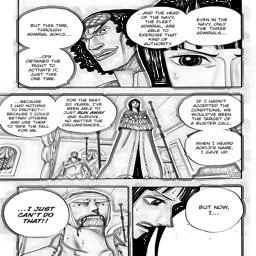 AND THE HEAD
OF THE NAVY,
THE FLEET
ADMIRAL, ARE
ABLE TO
EXERCISE THAT
END OF
AUTHORITY.
EVEN IN THE
NAVY, ONLY
THE THREE
ADMIRALS...
BUT THIS
TIME, THROUGH
ADMIRAL AOKIJI...
...CP9
OBTAINED THE
RIGHT TO
ACTIVATE IT,
JUST THIS
ONE TIME.
IF I HADN'T
ACCEPTED THE
CONDITIONS, WE
WOULD'VE BEEN
THE TARGET OF
A BUSTER CALL.
WHEN I HEARD
AOKIJI'S NAME,
I GAVE UP.
FOR THE PAST
20 YEARS, I'VE
BEEN ABLE TO
JUST RUN AWAY
AND SURVIVE,
NO MATTER THE
CIRCUMSTANCES...
...BECAUSE I
HAD NOTHING
TO PROTECT--
BECAUSE I COULD
BETRAY OTHERS
AND USE THEM
TO TAKE THE FALL
FOR ME.
BUT NOW,
I...
...I JUST
CAN'T DO
THAT!!